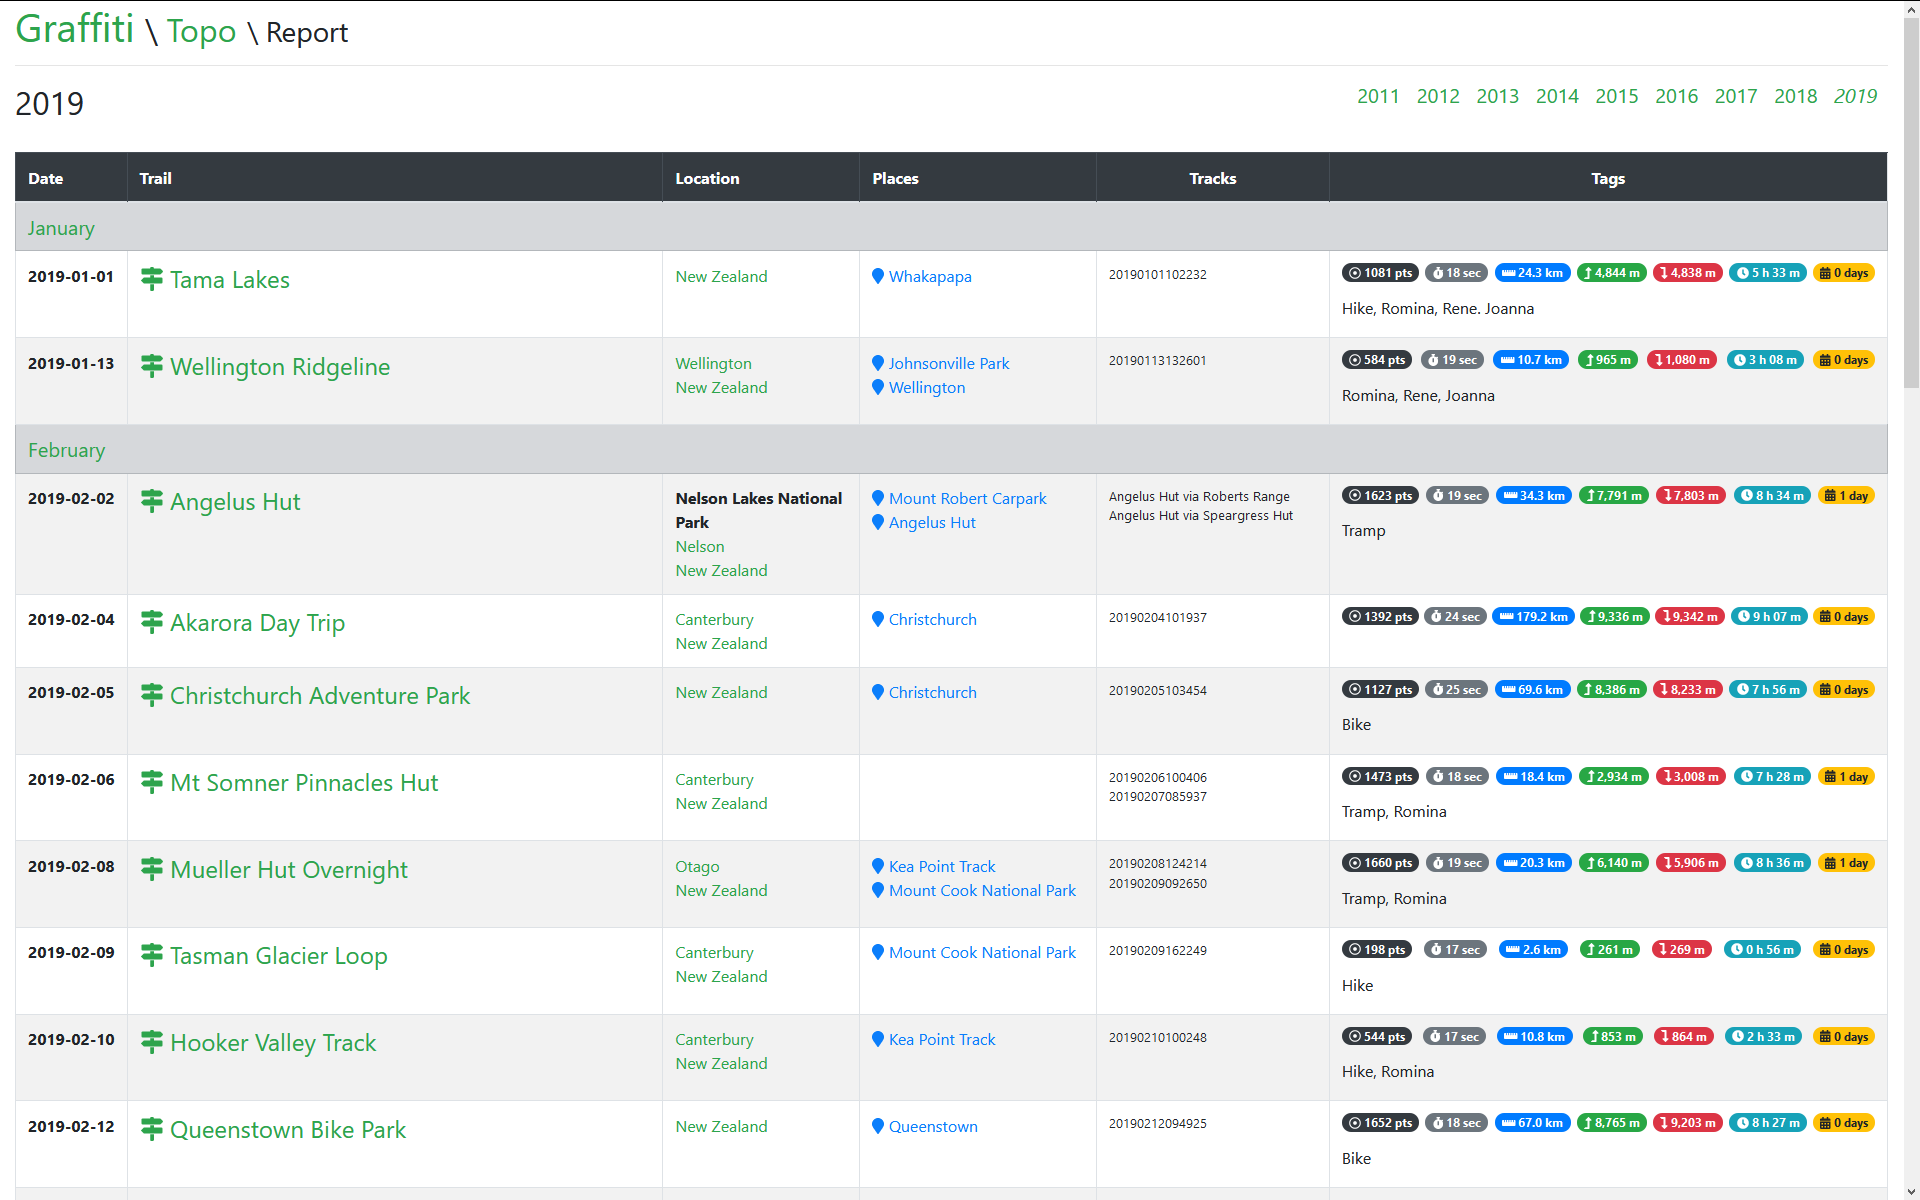 Graffiti \ Topo \ Report
2019
2011 2012 2013 2014 2015 2016 2017 2018 2019
Date Trail Location Places Tracks Tags
January
2019-01-01 Tama Lakes New Zealand Whakapapa 20190101102232 1081 pts 18 sec 24.3 km 4,844 m 4,838 m 5 h 33 m 0 days
Hike, Romina, Rene. Joanna
2019-01-13 Wellington Ridgeline Wellington Johnsonville Park 20190113132601 584 pts 19 sec 10.7 km 965 m 1,080 m 3 h 08 m 0 days
New Zealand Wellington
Romina, Rene, Joanna
February
2019-02-02 Angelus Hut Nelson Lakes National Mount Robert Carpark Angelus Hut via Roberts Range 1623 pts 19 sec 34.3 km 7,791 m 7,803 m 8 h 34 m 1 day
Park Angelus Hut Angelus Hut via Speargress Hut Tramp
Nelson
New Zealand
2019-02-04 Akarora Day Trip Canterbury Christchurch 20190204101937 1392 pts 24 sec 179.2 km 9,336 m 9,342 m 9 h 07 m 0 days
New Zealand
2019-02-05 Christchurch Adventure Park New Zealand Christchurch 20190205103454 1127 pts 25 sec 69.6 km 8,386 m 8,233 m 7 h 56 m 0 days
Bike
2019-02-06 Mt Somner Pinnacles Hut Canterbury 20190206100406 1473 pts 18 sec 18.4 km 2,934 m 3,008 m 7 h 28 m 1 day
New Zealand 20190207085937
Tramp, Romina
2019-02-08 Mueller Hut Overnight Otago Kea Point Track 20190208124214 1660 pts 19 sec 20.3 km 6,140 m 5,906 m 8 h 36 m 1 day
New Zealand Mount Cook National Park 20190209092650
Tramp, Romina
2019-02-09 Tasman Glacier Loop Canterbury Mount Cook National Park 20190209162249 198 pts 17 sec 2.6 km 261 m 269 m 0 h 56 m 0 days
New Zealand
Hike
2019-02-10 Hooker Valley Track Canterbury Kea Point Track 20190210100248 544 pts 17 sec 10.8 km 853 m 864 m 2 h 33 m 0 days
New Zealand
Hike, Romina
2019-02-12 Queenstown Bike Park New Zealand Queenstown 20190212094925 1652 pts 18 sec 67.0 km 8,765 m 9,203 m 8 h 27 m 0 days
Bike